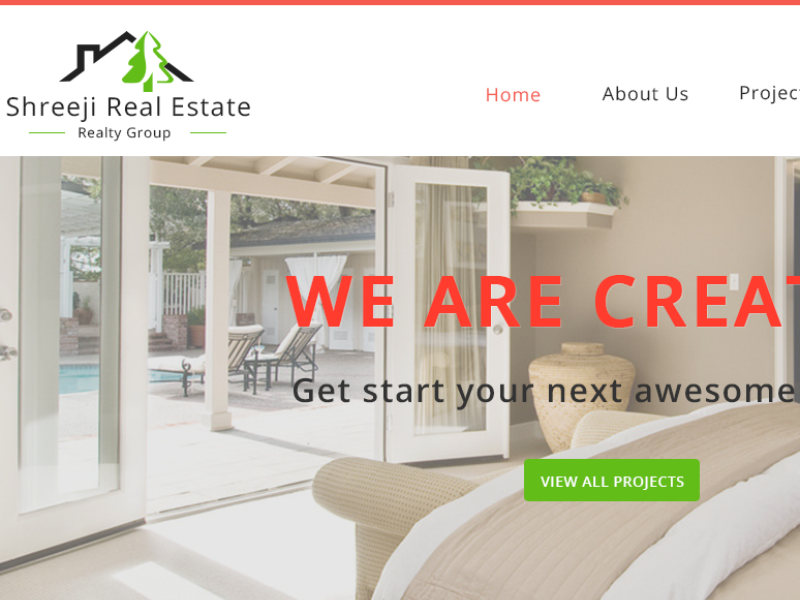 Shreeji Real Estate
Realty Group
Home
About Us
Projec
WE ARE CREAT
Get start your next awesome
VIEW ALL PROJECTS